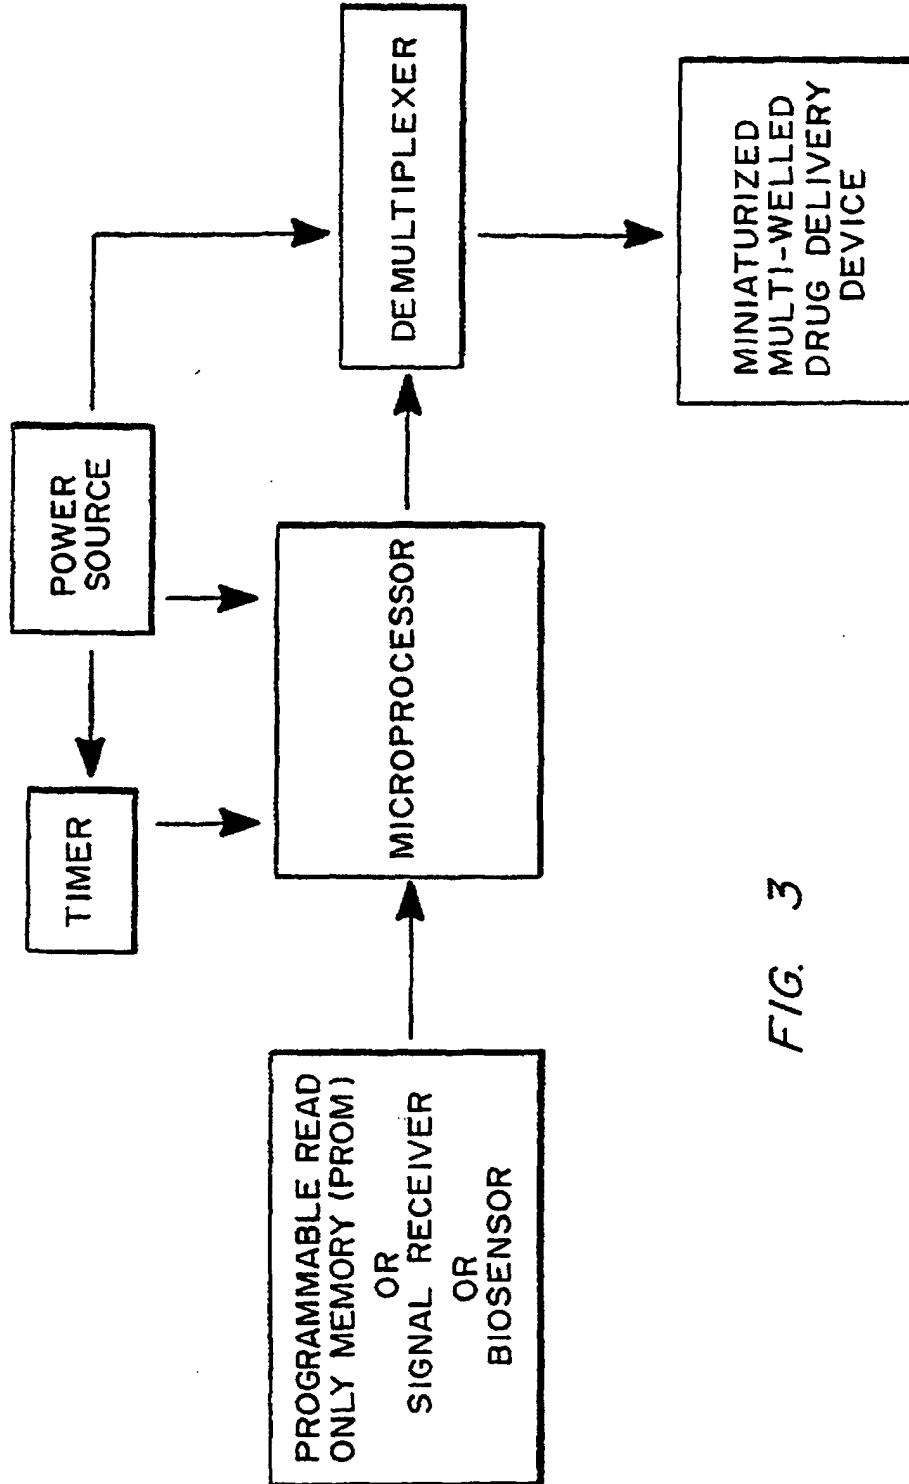 TIMER
POWER
SOURCE
PROGRAMMABLE READ
ONLY MEMORY (PROM)
OR
SIGNAL RECEIVER
OR
BIOSENSOR
MICROPROCESSOR
DEMULTIPLEXER
MINIATURIZED
MULTI-WELLED
DRUG DELIVERY
DEVICE
FIG. 3